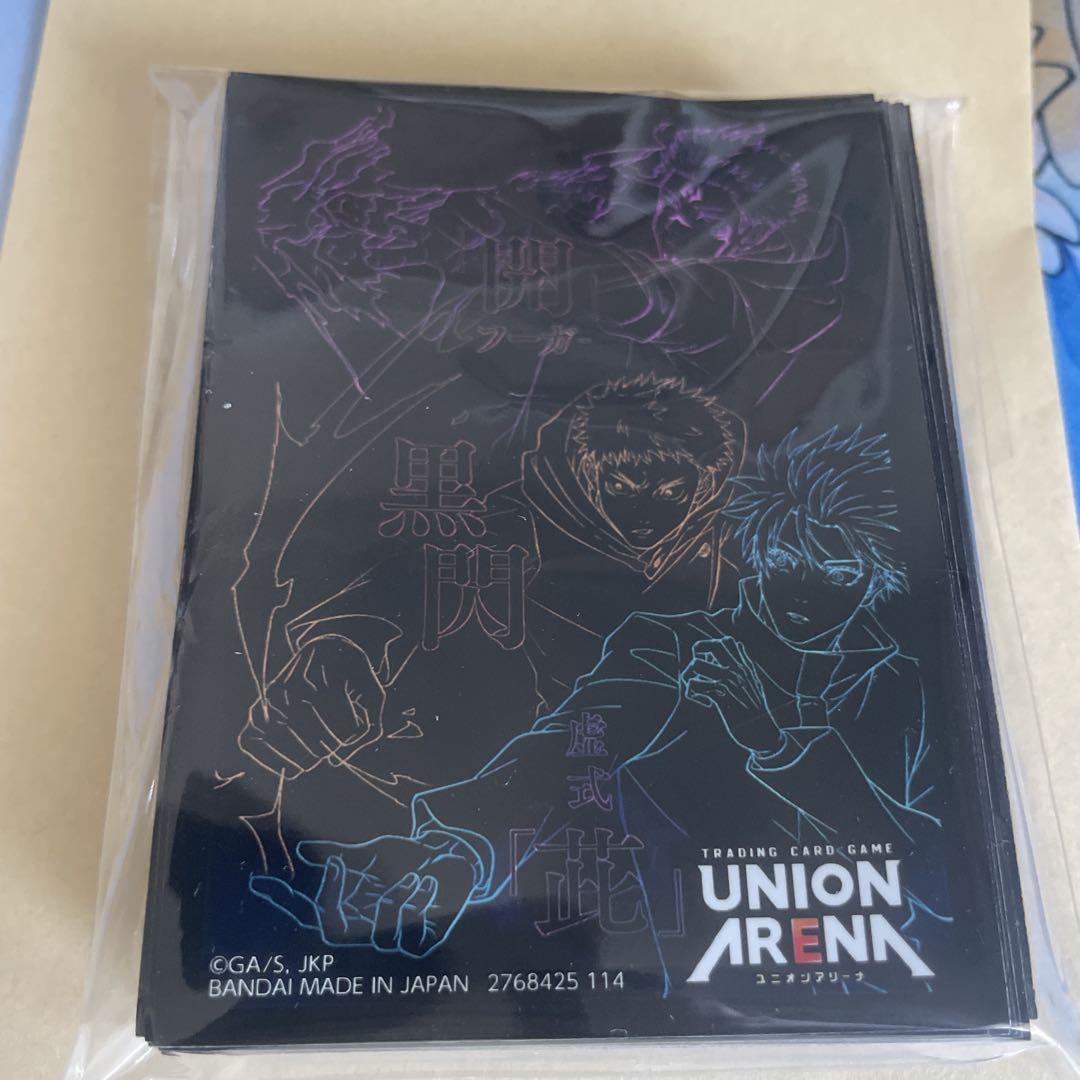 開
フーガ
黒
閃
虚
式
「茈」
TRADING CARD GAME
UNION
ARENA
ユニオンアリーナ
©GA/S, JKP
BANDAI MADE IN JAPAN 2768425 114